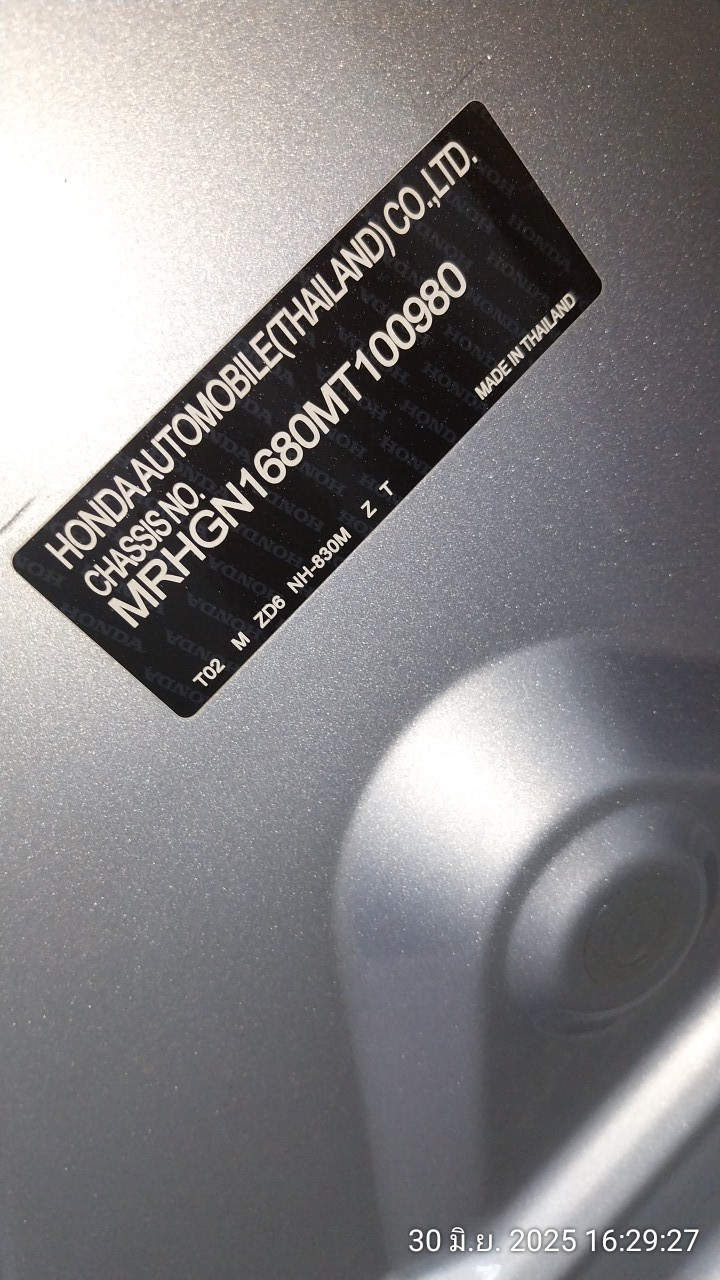 HONDA AUTOMOBILE(THAILAND) CO.,LTD.
CHASSIS NO.
MRHGN1680MT100980
MADE IN THAILAND
T02 M ZD6 NH-830M Z T
30 มิ.ย. 2025 16:29:27